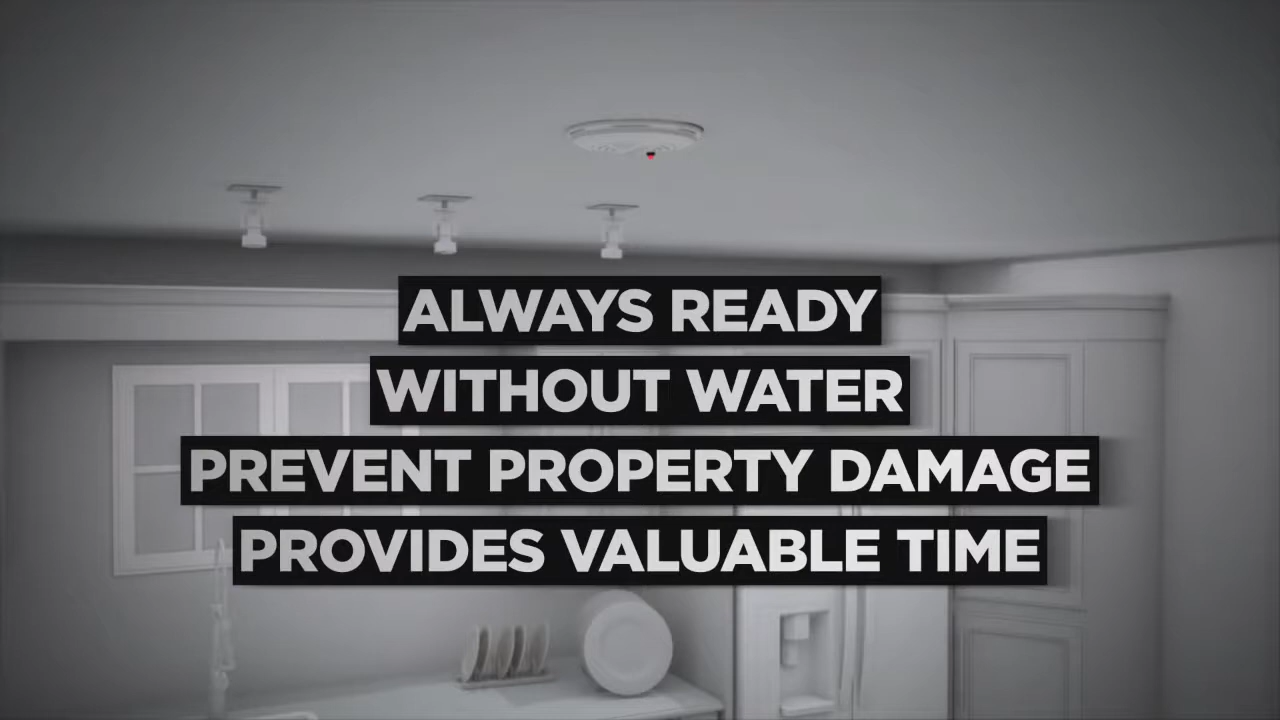 ALWAYS READY
WITHOUT WATER
PREVENT PROPERTY DAMAGE
PROVIDES VALUABLE TIME